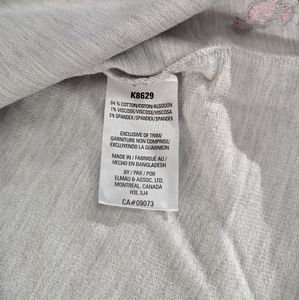 K8629
94 % COTTON/COTON/ALGODÓN
1% VISCOSE/VISCOSE/VISCOSA
5% SPANDEX/SPANDEX/SPANDEX
EXCLUSIVE OF TRIM/
GARNITURE NON COMPRISE/
EXCLUYENDO LA GUARNICION
MADE IN / FABRIQUÉ AU /
HECHO EN BANGLADESH
BY / PAR / POR
ELMAU & ASSOC. LTD.
MONTREAL, CANADA
H3L 3J4
CA#09073